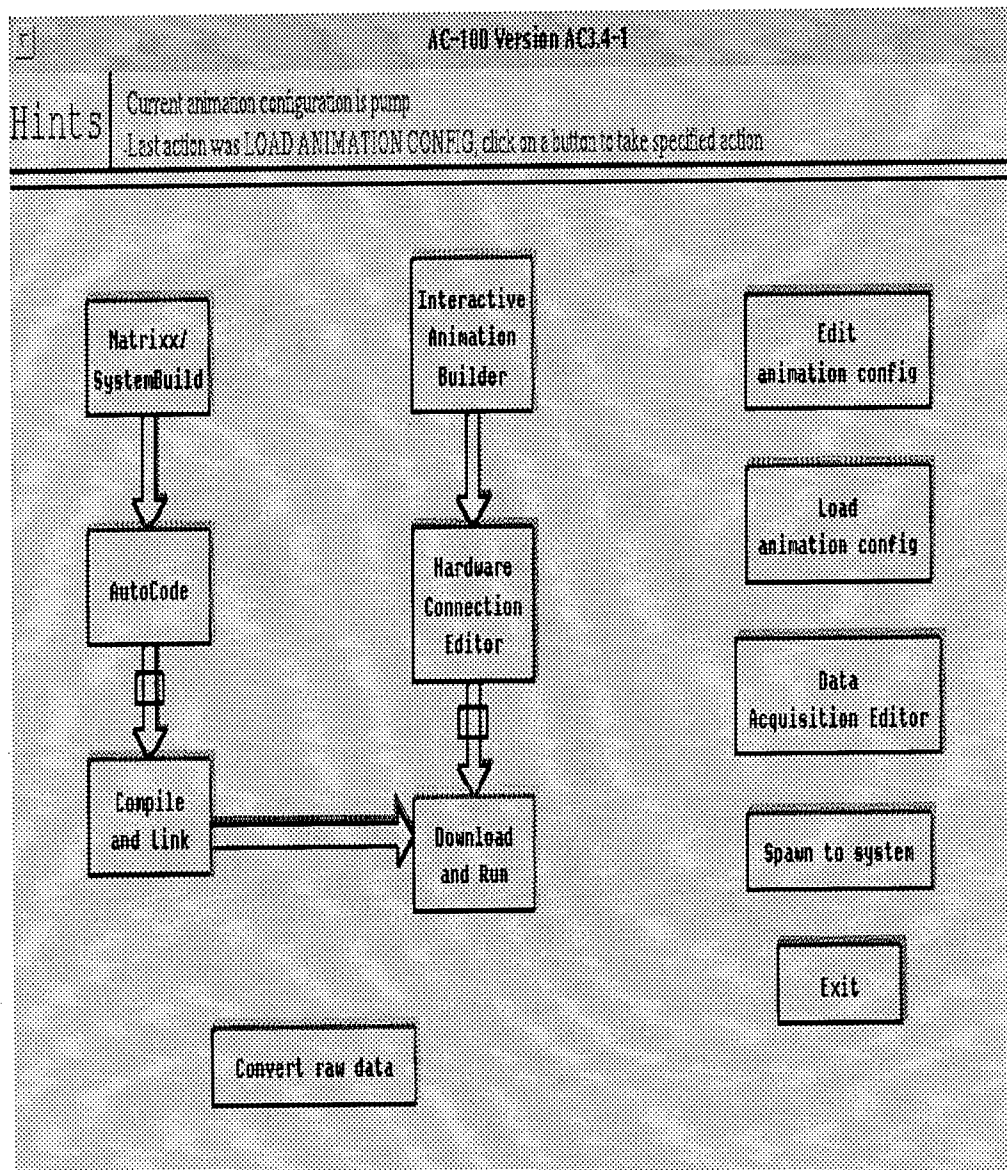 AC-100 Version AC3.4-1
Hints
Current animation configuration is pump
Last action was LOAD ANIMATION CONFIG, click on a button to take specified action
Matrixx/
SystemBuild
Interactive
Animation
Builder
Edit
animation config
AutoCode
Hardware
Connection
Editor
Load
animation config
Data
Acquisition Editor
Compile
and Link
Download
and Run
Spawn to system
Exit
Convert raw data